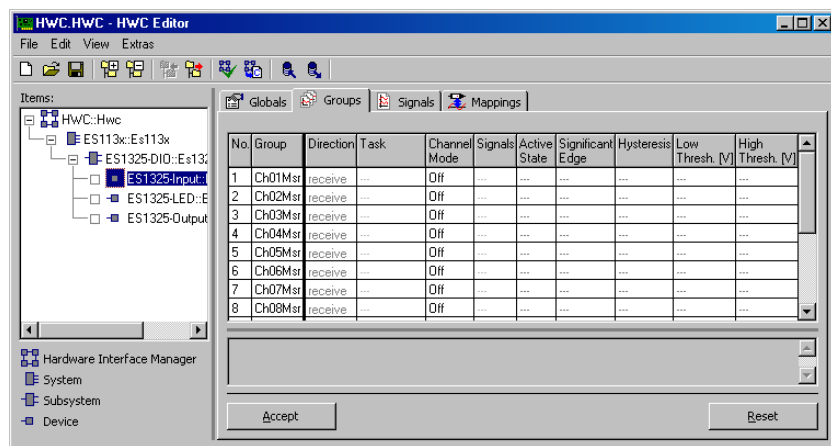 HWC.HWC - HWC Editor
File Edit View Extras
Items:
HWC::Hwc
ES113x::Es113x
ES1325-DIO::Es132
ES1325-Input::
ES1325-LED::E
ES1325-Output
Hardware Interface Manager
System
Subsystem
Device
Globals Groups Signals Mappings
No. Group Direction Task Channel Mode Signals Active State Significant Edge Hysteresis Low Thresh. [V] High Thresh. [V]
1 Ch01Msr receive --- Off --- --- --- --- --- ---
2 Ch02Msr receive --- Off --- --- --- --- --- ---
3 Ch03Msr receive --- Off --- --- --- --- --- ---
4 Ch04Msr receive --- Off --- --- --- --- --- ---
5 Ch05Msr receive --- Off --- --- --- --- --- ---
6 Ch06Msr receive --- Off --- --- --- --- --- ---
7 Ch07Msr receive --- Off --- --- --- --- --- ---
8 Ch08Msr receive --- Off --- --- --- --- --- ---
Accept Reset